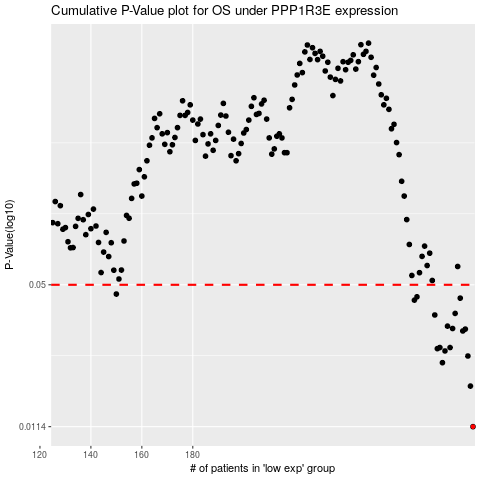 Cumulative P-Value plot for OS under PPP1R3E expression
P-Value(log10)
0.05
0.0114
120 140 160 180
# of patients in 'low exp' group